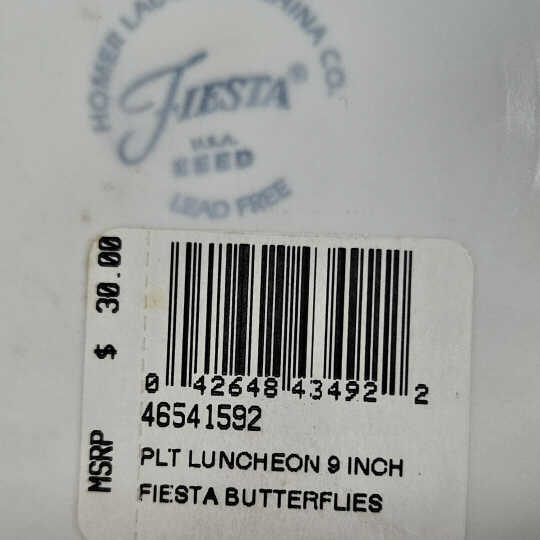 HOMER LAUGHLIN CHINA CO.
FIESTA®
U.S.A.
LEAD FREE
MSRP $ 30.00
0 42648 43492 2
46541592
PLT LUNCHEON 9 INCH
FIESTA BUTTERFLIES